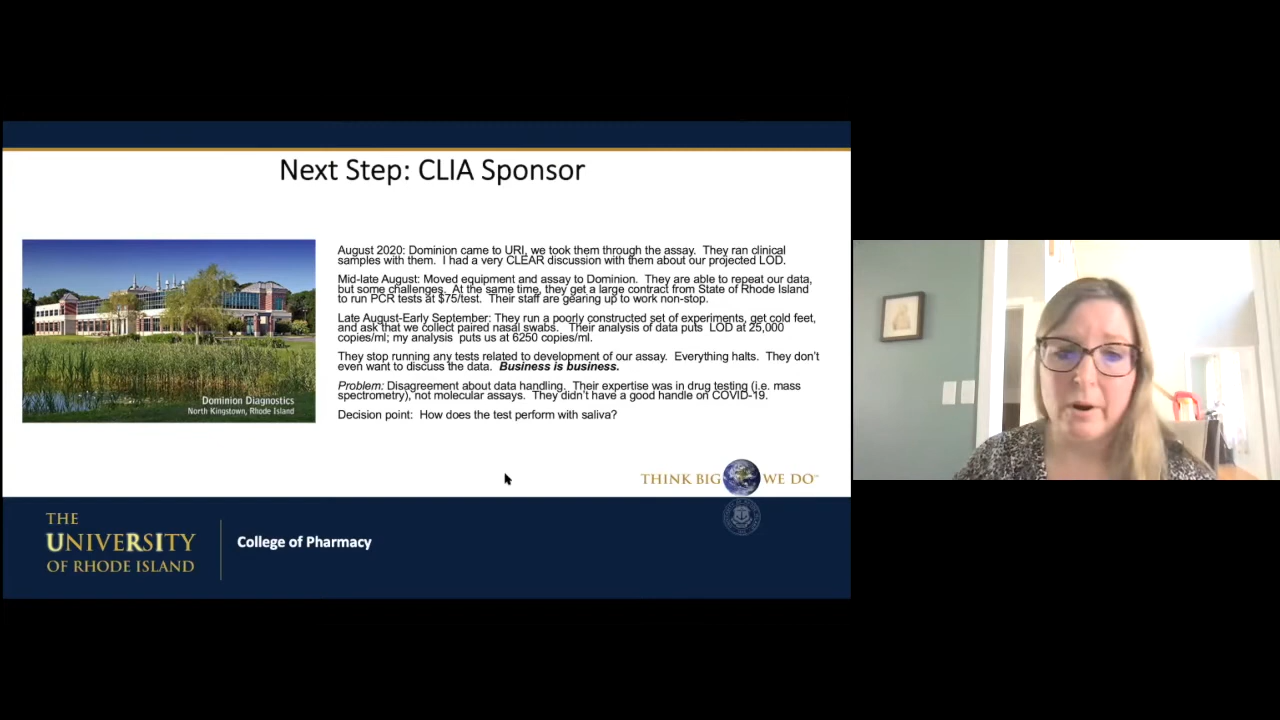 Next Step: CLIA Sponsor
August 2020: Dominion came to URI, we took them through the assay. They ran clinical
samples with them. I had a very CLEAR discussion with them about our projected LOD.
Mid-late August: Moved equipment and assay to Dominion. They are able to repeat our data,
but some challenges. At the same time, they get a large contract from State of Rhode Island
to run PCR tests at $75/test. Their staff are gearing up to work non-stop.
Late August-Early September: They run a poorly constructed set of experiments, get cold feet,
and ask that we collect paired nasal swabs. Their analysis of data puts LOD at 25,000
copies/ml; my analysis puts us at 6250 copies/ml.
They stop running any tests related to development of our assay. Everything halts. They don't
even want to discuss the data. Business is business.
Problem: Disagreement about data handling. Their expertise was in drug testing (i.e. mass
spectrometry), not molecular assays. They didn't have a good handle on COVID-19.
Decision point: How does the test perform with saliva?
Dominion Diagnostics
North Kingstown, Rhode Island
THINK BIG WE DO℠
THE
UNIVERSITY
OF RHODE ISLAND
College of Pharmacy